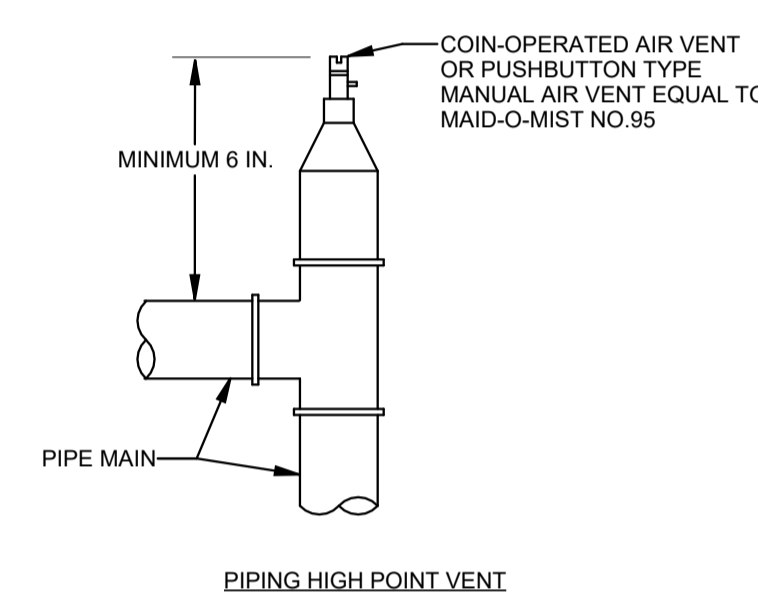 COIN-OPERATED AIR VENT
OR PUSHBUTTON TYPE
MANUAL AIR VENT EQUAL TO
MAID-O-MIST NO.95
MINIMUM 6 IN.
PIPE MAIN
PIPING HIGH POINT VENT